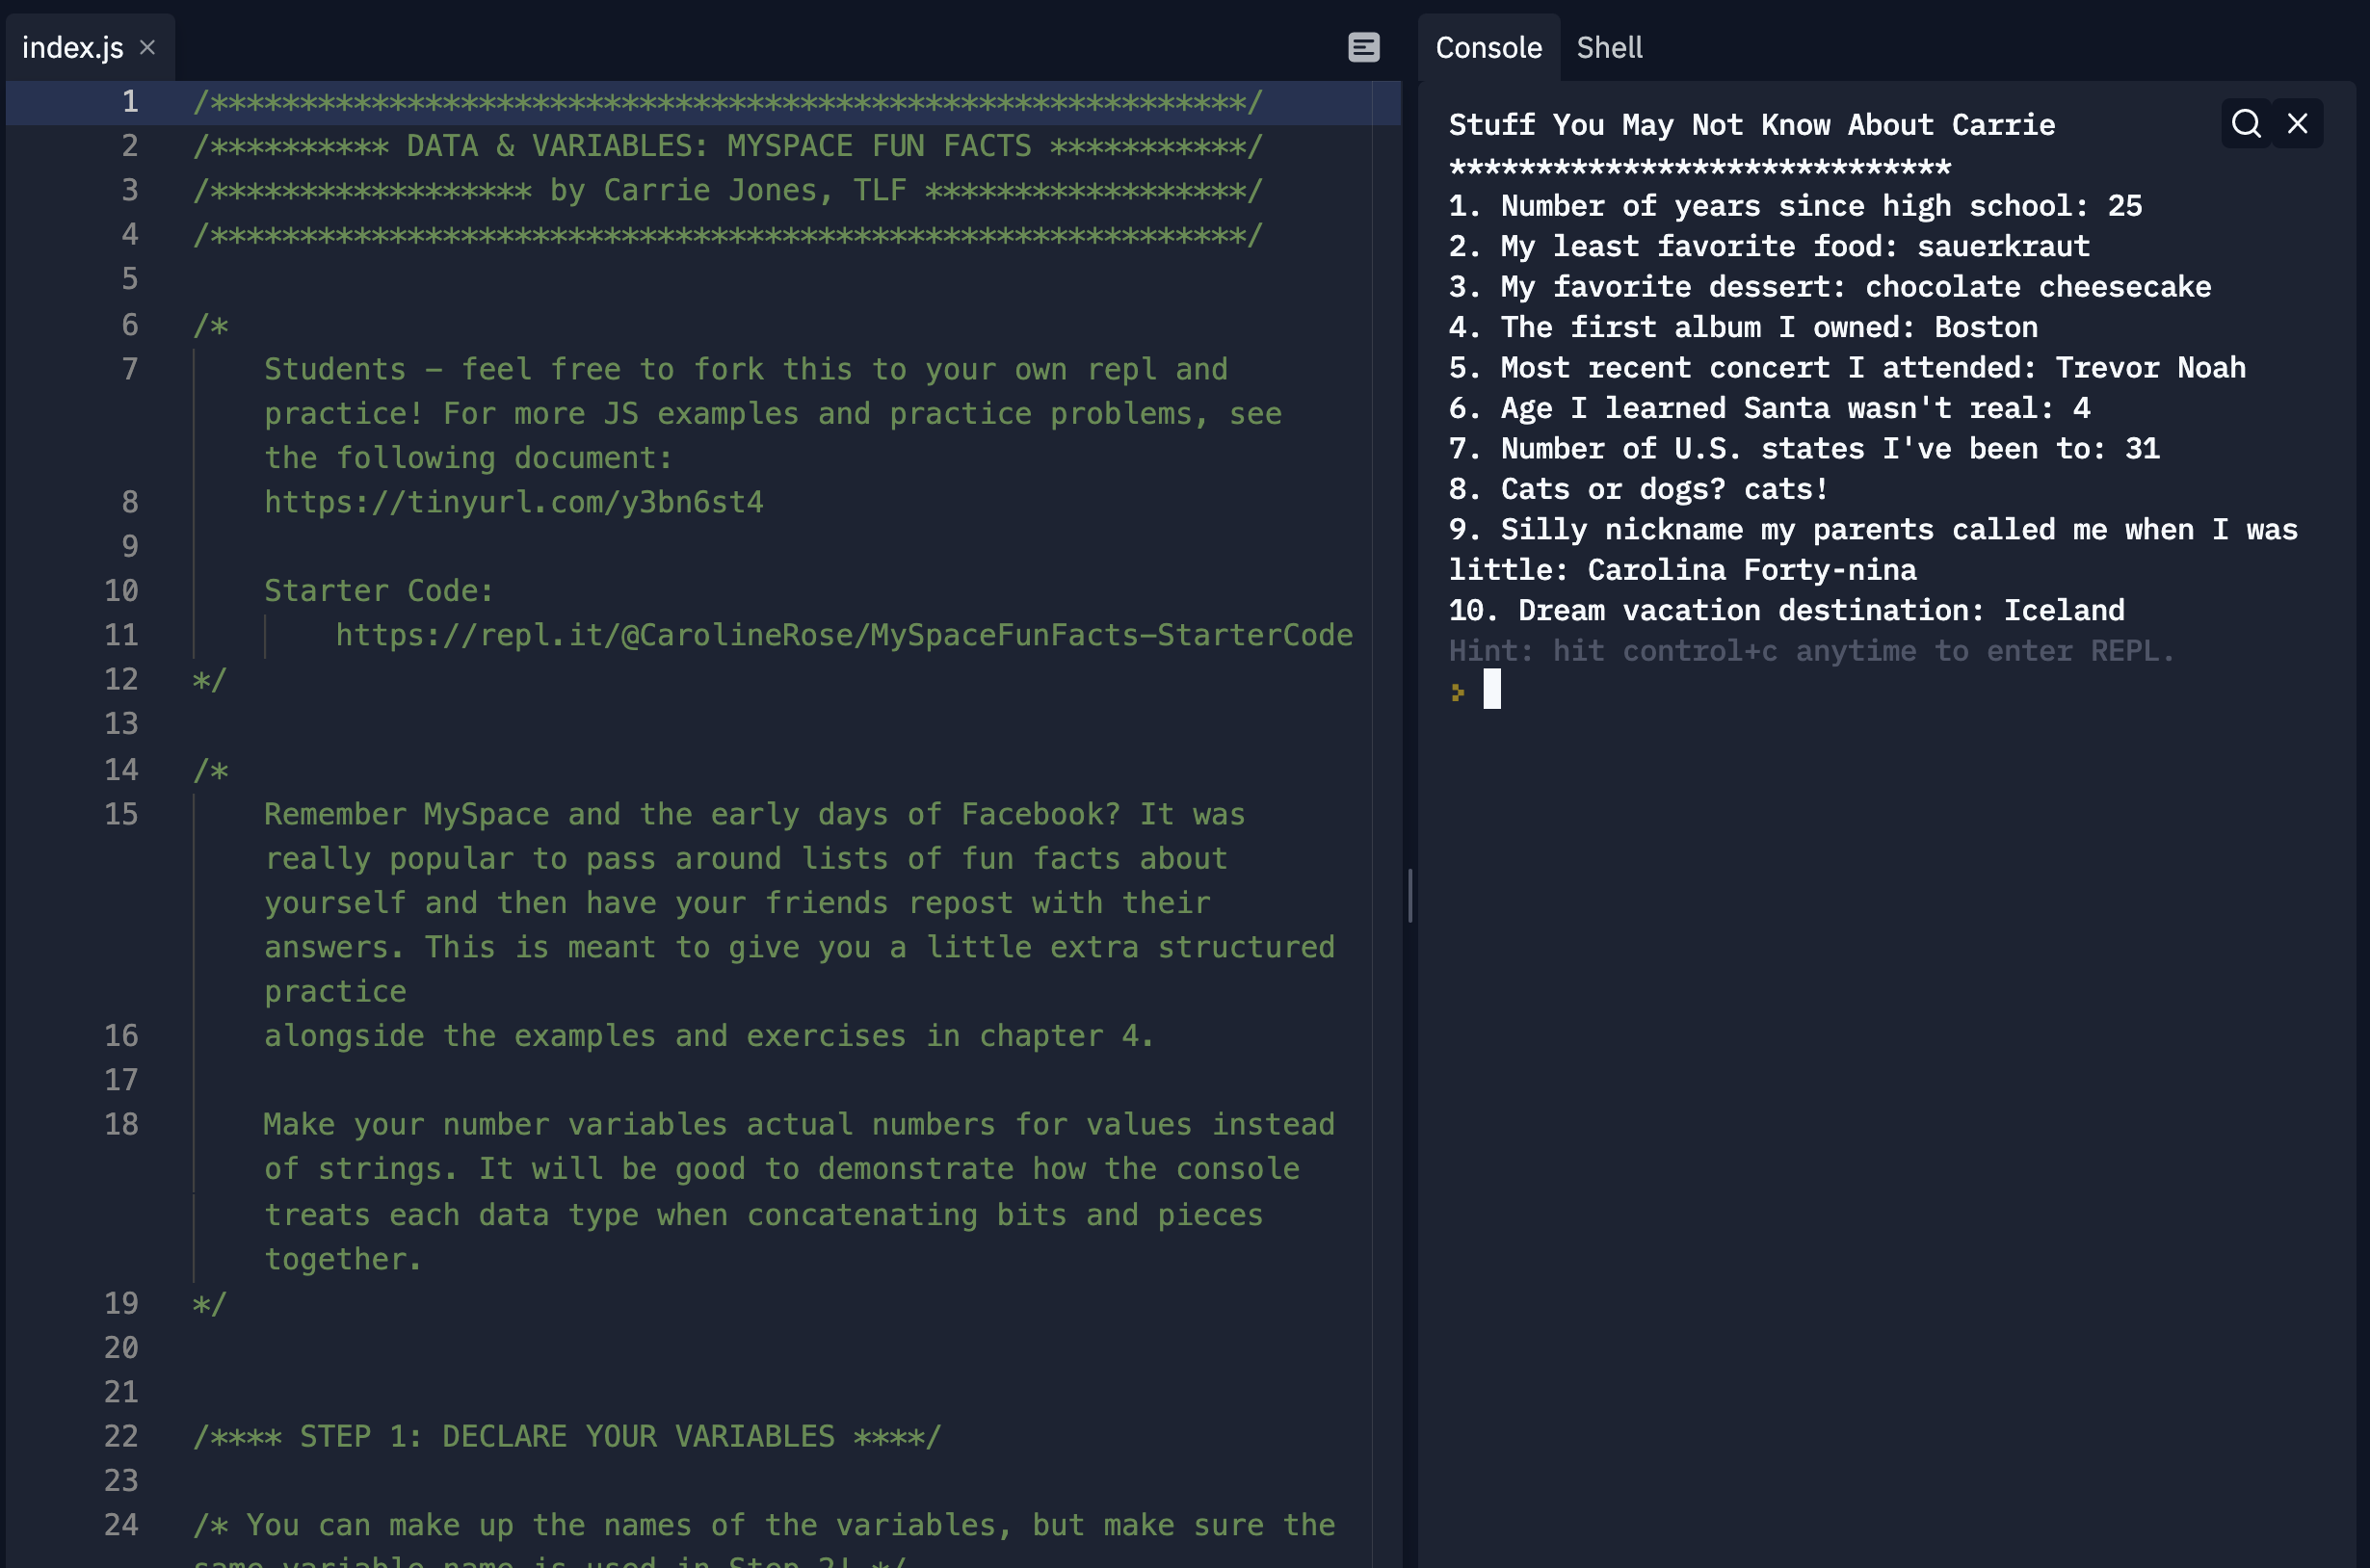 index.js
1 /**********************************************************/
2 /********** DATA & VARIABLES: MYSPACE FUN FACTS ***********/
3 /****************** by Carrie Jones, TLF ******************/
4 /**********************************************************/
5
6 /*
7 Students – feel free to fork this to your own repl and
practice! For more JS examples and practice problems, see
the following document:
8 https://tinyurl.com/y3bn6st4
9
10 Starter Code:
11 https://repl.it/@CarolineRose/MySpaceFunFacts-StarterCode
12 */
13
14 /*
15 Remember MySpace and the early days of Facebook? It was
really popular to pass around lists of fun facts about
yourself and then have your friends repost with their
answers. This is meant to give you a little extra structured
practice
16 alongside the examples and exercises in chapter 4.
17
18 Make your number variables actual numbers for values instead
of strings. It will be good to demonstrate how the console
treats each data type when concatenating bits and pieces
together.
19 */
20
21
22 /**** STEP 1: DECLARE YOUR VARIABLES ****/
23
24 /* You can make up the names of the variables, but make sure the
same variable name is used in Step 2! */
Console Shell
Stuff You May Not Know About Carrie
*****************************
1. Number of years since high school: 25
2. My least favorite food: sauerkraut
3. My favorite dessert: chocolate cheesecake
4. The first album I owned: Boston
5. Most recent concert I attended: Trevor Noah
6. Age I learned Santa wasn't real: 4
7. Number of U.S. states I've been to: 31
8. Cats or dogs? cats!
9. Silly nickname my parents called me when I was
little: Carolina Forty-nina
10. Dream vacation destination: Iceland
Hint: hit control+c anytime to enter REPL.